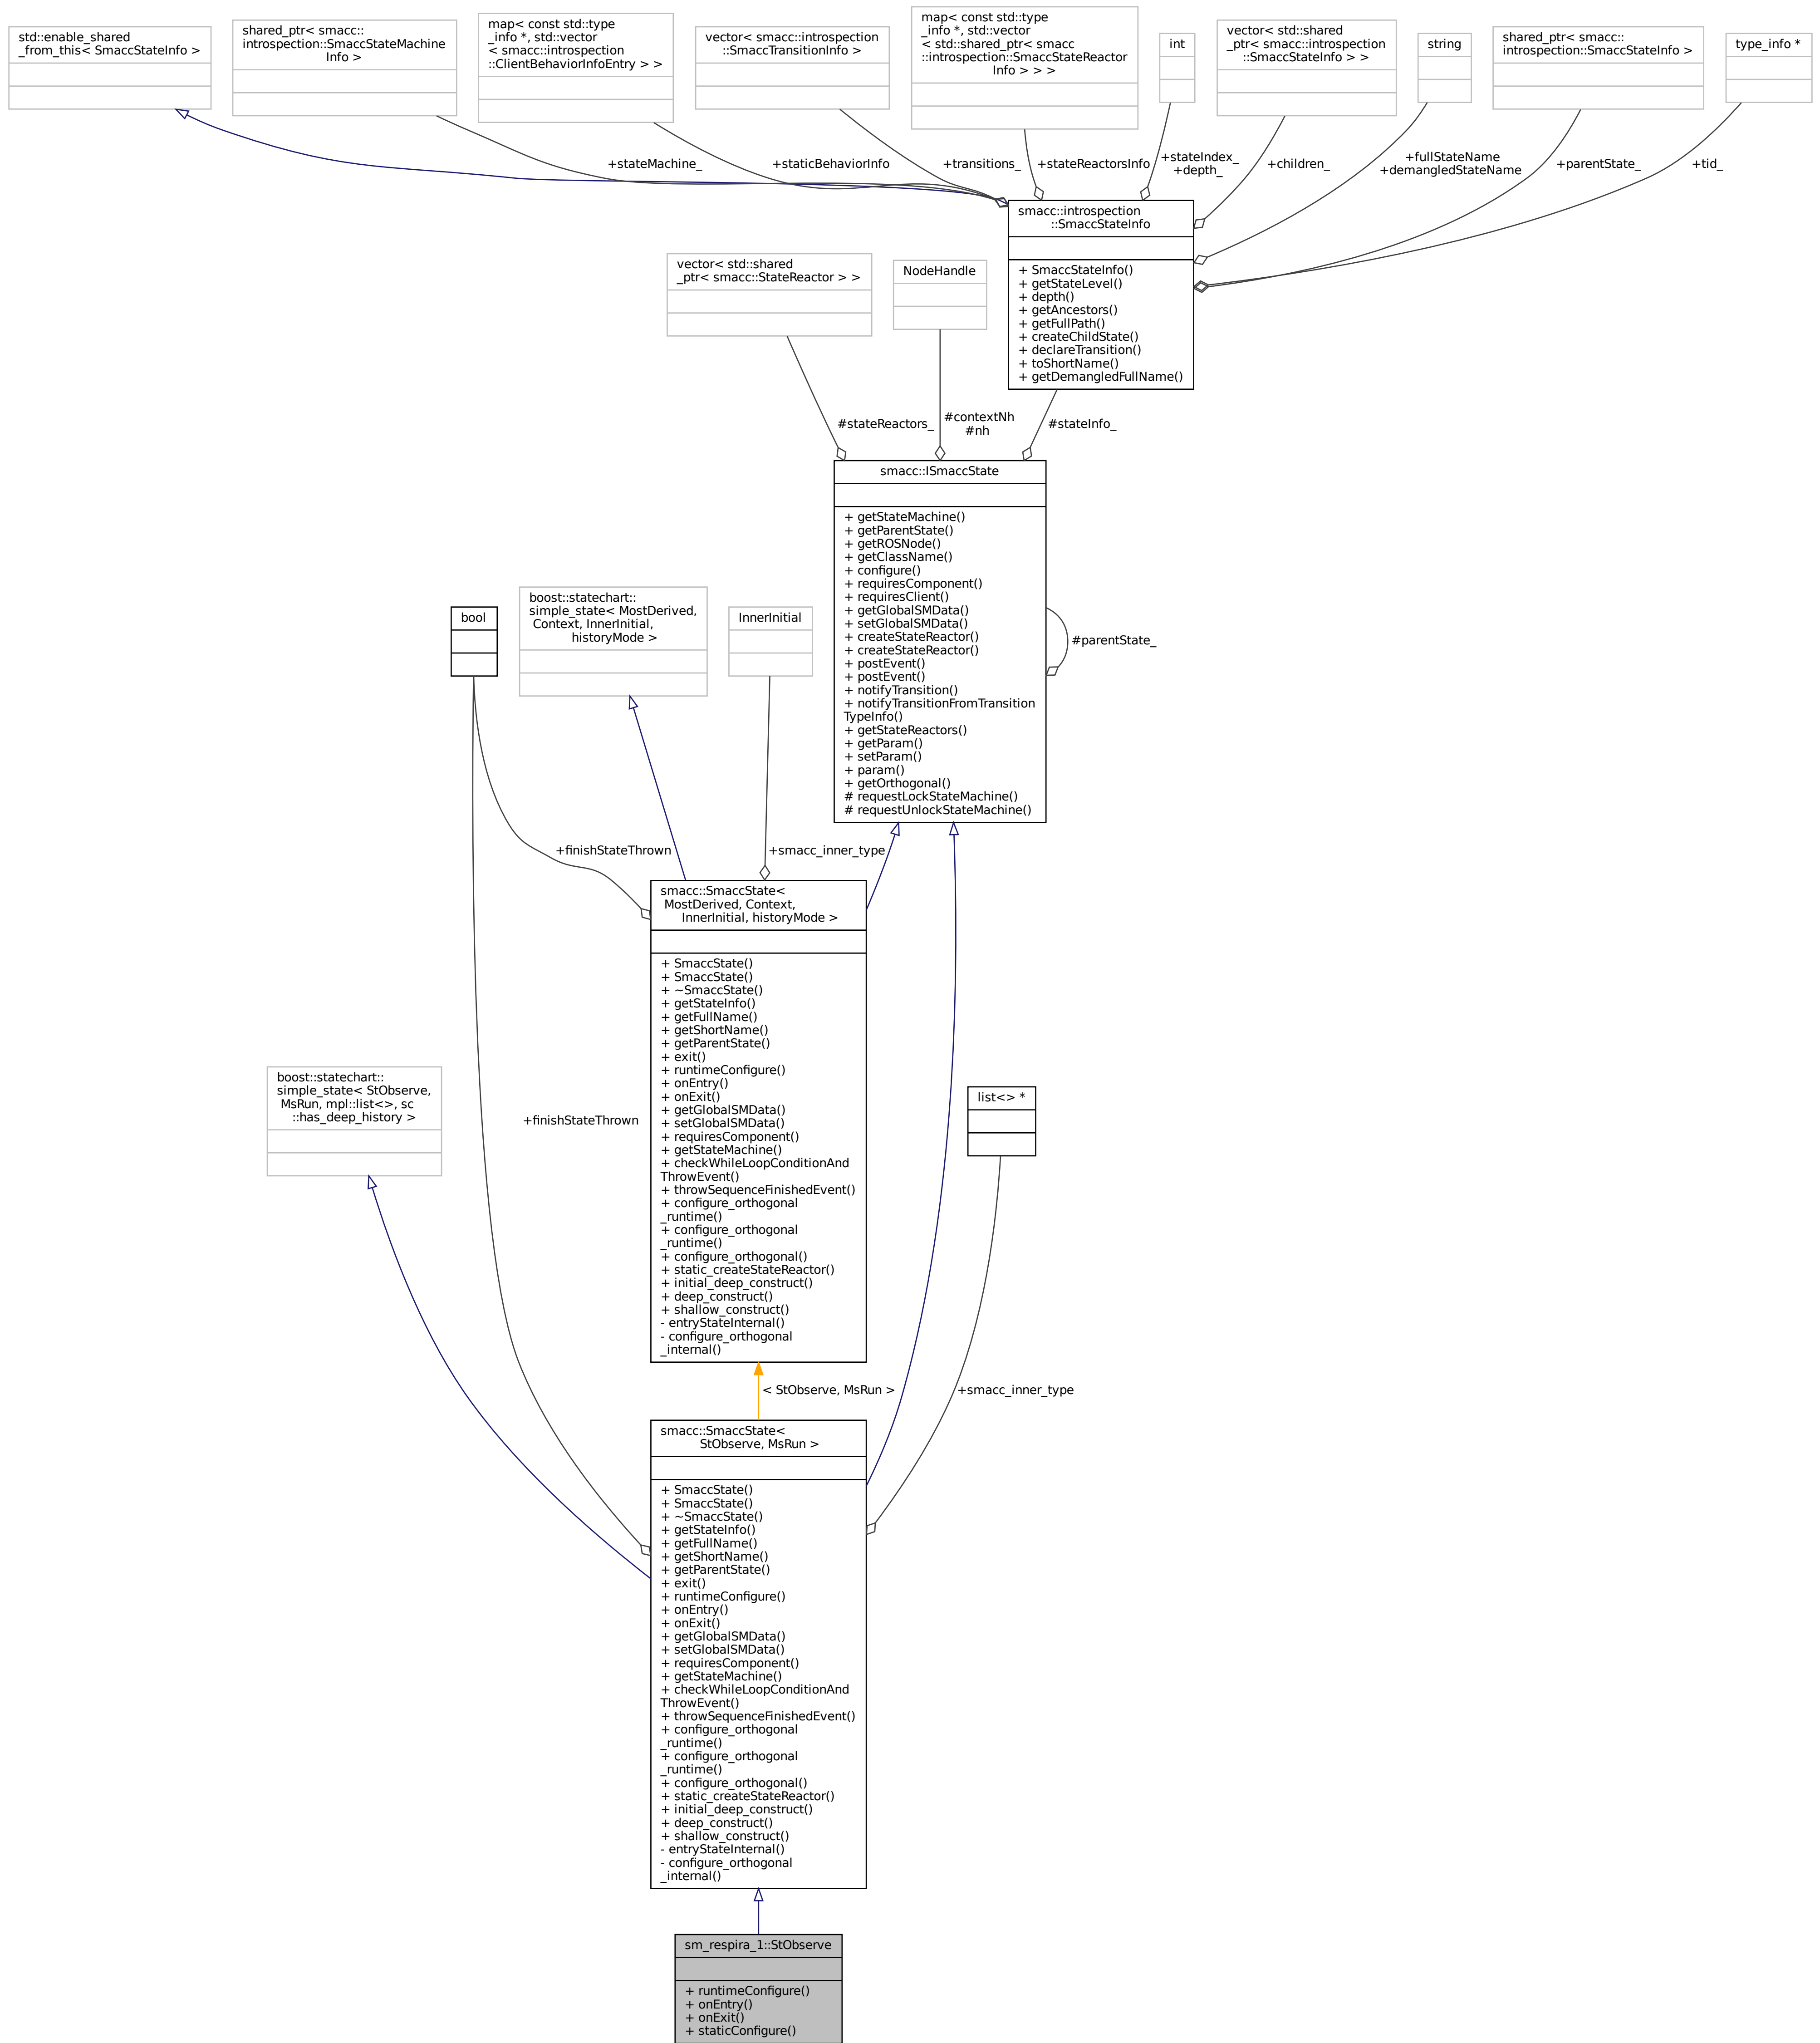 std::enable_shared
_from_this< SmaccStateInfo >
shared_ptr< smacc::
introspection::SmaccStateMachine
Info >
map< const std::type
_info *, std::vector
< smacc::introspection
::ClientBehaviorInfoEntry > >
vector< smacc::introspection
::SmaccTransitionInfo >
map< const std::type
_info *, std::vector
< std::shared_ptr< smacc
::introspection::SmaccStateReactor
Info > > >
int
vector< std::shared
_ptr< smacc::introspection
::SmaccStateInfo > >
string
shared_ptr< smacc::
introspection::SmaccStateInfo >
type_info *
+stateMachine_
+staticBehaviorInfo
+transitions_
+stateReactorsInfo
+stateIndex_
+depth_
+children_
+fullStateName
+demangledStateName
+parentState_
+tid_
smacc::introspection
::SmaccStateInfo
+ SmaccStateInfo()
+ getStateLevel()
+ depth()
+ getAncestors()
+ getFullPath()
+ createChildState()
+ declareTransition()
+ toShortName()
+ getDemangledFullName()
vector< std::shared
_ptr< smacc::StateReactor > >
NodeHandle
#stateReactors_
#contextNh
#nh
#stateInfo_
smacc::ISmaccState
+ getStateMachine()
+ getParentState()
+ getROSNode()
+ getClassName()
+ configure()
+ requiresComponent()
+ requiresClient()
+ getGlobalSMData()
+ setGlobalSMData()
+ createStateReactor()
+ createStateReactor()
+ postEvent()
+ postEvent()
+ notifyTransition()
+ notifyTransitionFromTransition
TypeInfo()
+ getStateReactors()
+ getParam()
+ setParam()
+ param()
+ getOrthogonal()
# requestLockStateMachine()
# requestUnlockStateMachine()
#parentState_
bool
boost::statechart::
simple_state< MostDerived,
Context, InnerInitial,
historyMode >
InnerInitial
+finishStateThrown
+smacc_inner_type
smacc::SmaccState<
MostDerived, Context,
InnerInitial, historyMode >
+ SmaccState()
+ SmaccState()
+ ~SmaccState()
+ getStateInfo()
+ getFullName()
+ getShortName()
+ getParentState()
+ exit()
+ runtimeConfigure()
+ onEntry()
+ onExit()
+ getGlobalSMData()
+ setGlobalSMData()
+ requiresComponent()
+ getStateMachine()
+ checkWhileLoopConditionAnd
ThrowEvent()
+ throwSequenceFinishedEvent()
+ configure_orthogonal
_runtime()
+ configure_orthogonal
_runtime()
+ configure_orthogonal()
+ static_createStateReactor()
+ initial_deep_construct()
+ deep_construct()
+ shallow_construct()
- entryStateInternal()
- configure_orthogonal
_internal()
boost::statechart::
simple_state< StObserve,
MsRun, mpl::list<>, sc
::has_deep_history >
+finishStateThrown
list<> *
< StObserve, MsRun >
+smacc_inner_type
smacc::SmaccState<
StObserve, MsRun >
+ SmaccState()
+ SmaccState()
+ ~SmaccState()
+ getStateInfo()
+ getFullName()
+ getShortName()
+ getParentState()
+ exit()
+ runtimeConfigure()
+ onEntry()
+ onExit()
+ getGlobalSMData()
+ setGlobalSMData()
+ requiresComponent()
+ getStateMachine()
+ checkWhileLoopConditionAnd
ThrowEvent()
+ throwSequenceFinishedEvent()
+ configure_orthogonal
_runtime()
+ configure_orthogonal
_runtime()
+ configure_orthogonal()
+ static_createStateReactor()
+ initial_deep_construct()
+ deep_construct()
+ shallow_construct()
- entryStateInternal()
- configure_orthogonal
_internal()
sm_respira_1::StObserve
+ runtimeConfigure()
+ onEntry()
+ onExit()
+ staticConfigure()